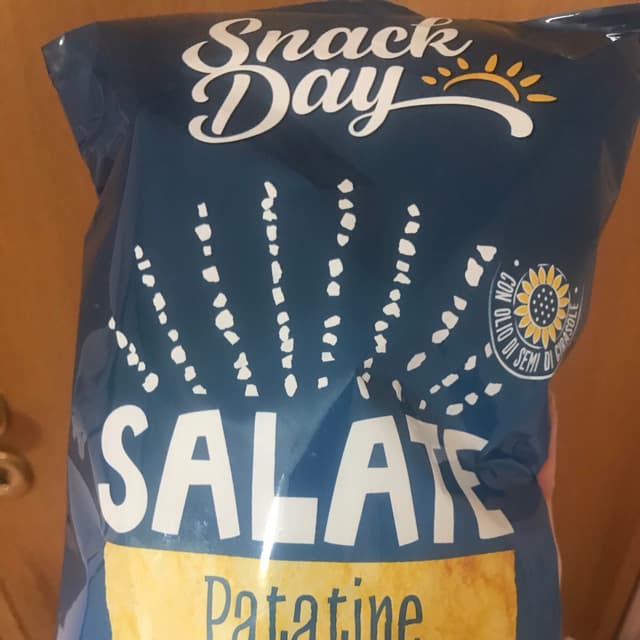 Snack
Day
CON OLIO DI SEMI DI GIRASOLE
SALATE
Patatine